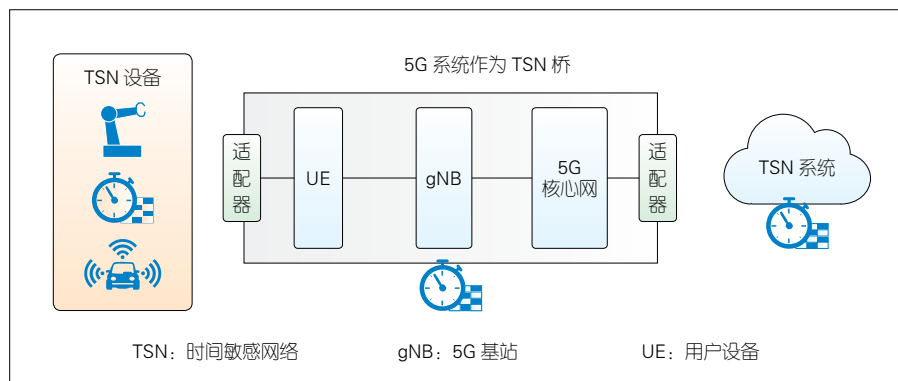 5G 系统作为 TSN 桥
TSN 设备
适配器
UE
gNB
5G
核心网
适配器
TSN 系统
TSN：时间敏感网络
gNB：5G 基站
UE：用户设备